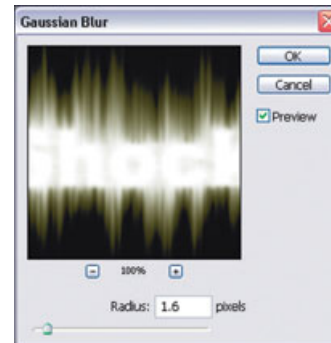 Gaussian Blur
OK
Cancel
Preview
shock
100%
Radius: 1.6 pixels